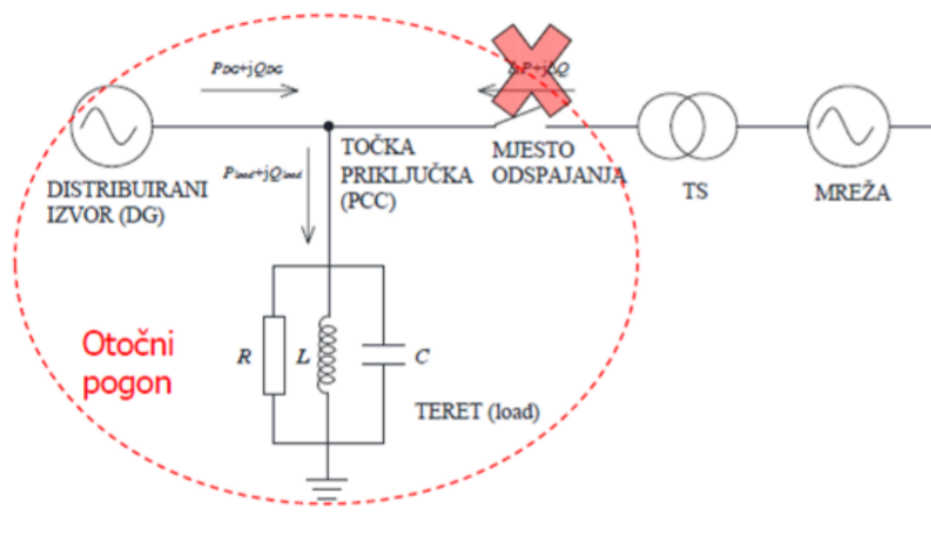 PDG+jQDG
ΔP+jΔQ
TOČKA
PRIKLJUČKA
(PCC)
MJESTO
ODSPAJANJA
Pload+jQload
DISTRIBUIRANI
IZVOR (DG)
TS
MREŽA
Otočni
pogon
R
L
C
TERET (load)